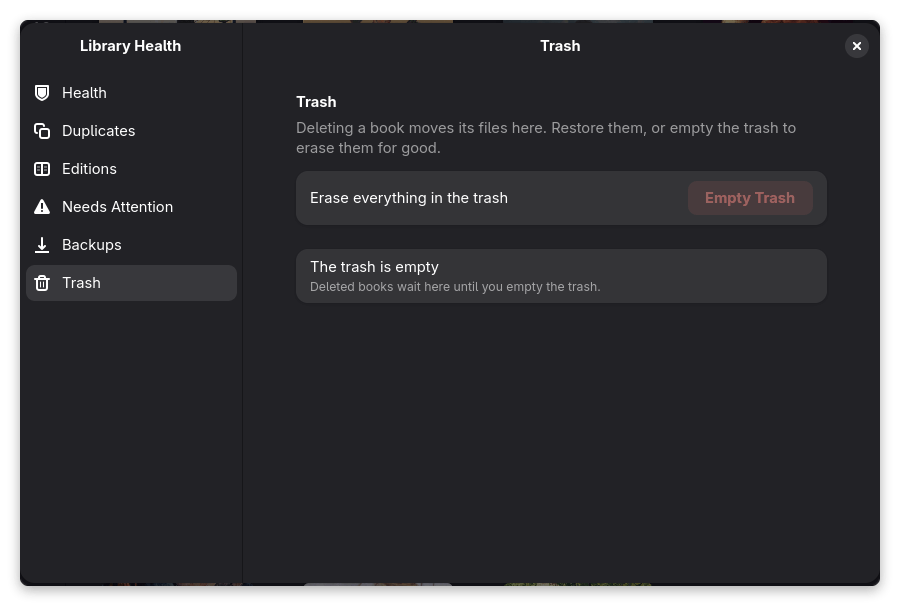 Library Health
Health
Duplicates
Editions
Needs Attention
Backups
Trash
Trash
Trash
Deleting a book moves its files here. Restore them, or empty the trash to
erase them for good.
Erase everything in the trash
Empty Trash
The trash is empty
Deleted books wait here until you empty the trash.